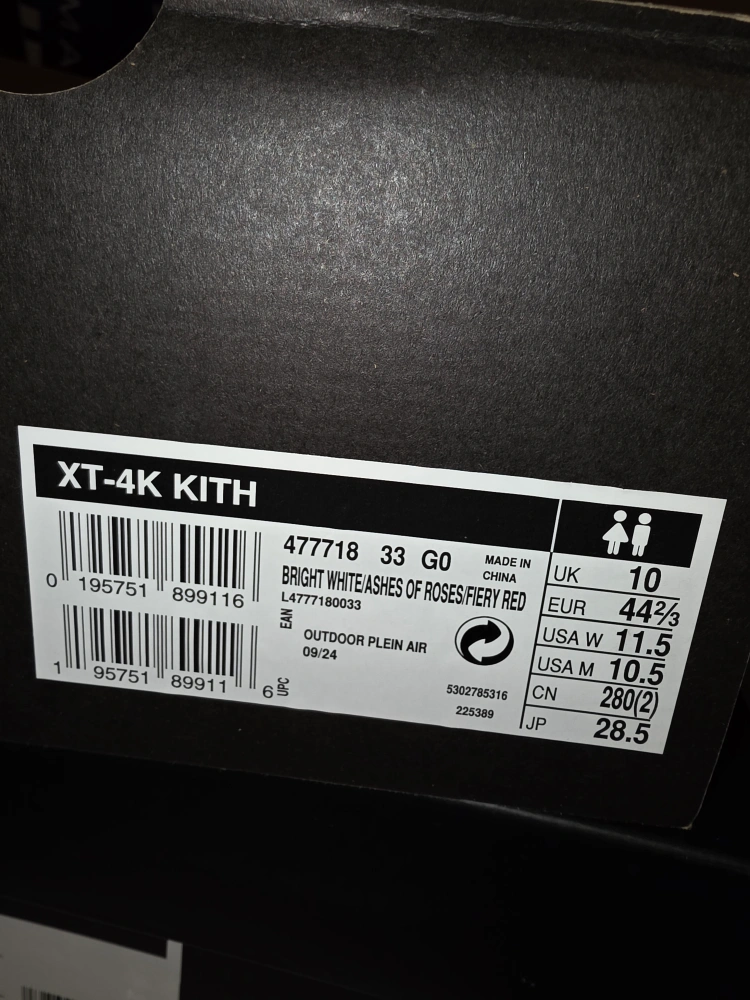 XT-4K KITH
0 195751 899116
EAN
1 95751 89911 6
UPC
477718 33 G0
MADE IN
CHINA
BRIGHT WHITE/ASHES OF ROSES/FIERY RED
L4777180033
OUTDOOR PLEIN AIR
09/24
5302785316
225389
UK 10
EUR 44⅔
USA W 11.5
USA M 10.5
CN 280(2)
JP 28.5